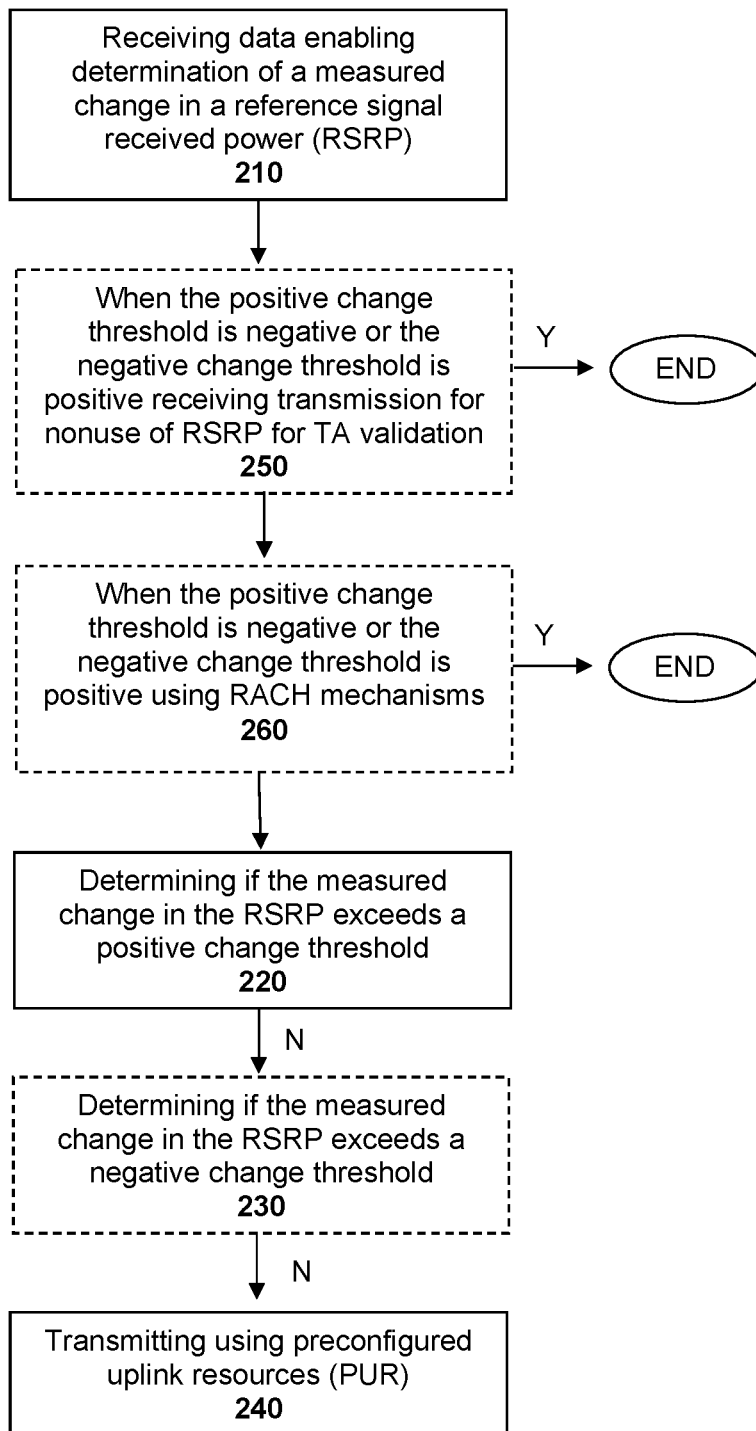 Receiving data enabling
determination of a measured
change in a reference signal
received power (RSRP)
210
When the positive change
threshold is negative or the
negative change threshold is
positive receiving transmission for
nonuse of RSRP for TA validation
250
Y
END
When the positive change
threshold is negative or the
negative change threshold is
positive using RACH mechanisms
260
Y
END
Determining if the measured
change in the RSRP exceeds a
positive change threshold
220
N
Determining if the measured
change in the RSRP exceeds a
negative change threshold
230
N
Transmitting using preconfigured
uplink resources (PUR)
240